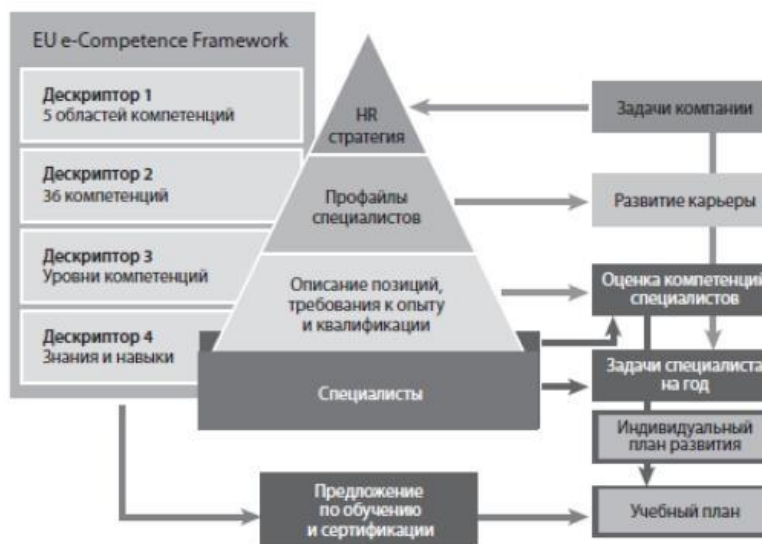 EU e-Competence Framework
Дескриптор 1
5 областей компетенций
Дескриптор 2
36 компетенций
Дескриптор 3
Уровни компетенций
Дескриптор 4
Знания и навыки
HR
стратегия
Профайлы
специалистов
Описание позиций,
требования к опыту
и квалификации
Специалисты
Предложение
по обучению
и сертификации
Задачи компании
Развитие карьеры
Оценка компетенций
специалистов
Задачи специалиста
на год
Индивидуальный
план развития
Учебный план